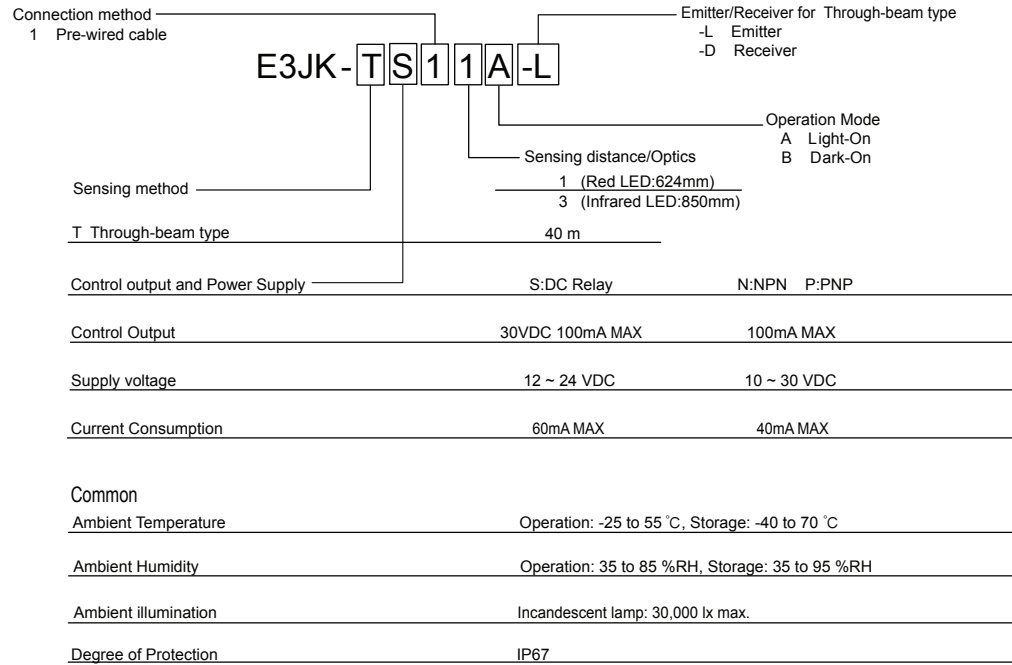 Connection method
1 Pre-wired cable
Emitter/Receiver for Through-beam type
-L Emitter
-D Receiver
E3JK-TS11A-L
Operation Mode
A Light-On
B Dark-On
Sensing distance/Optics
1 (Red LED:624mm)
3 (Infrared LED:850mm)
Sensing method
T Through-beam type 40 m
Control output and Power Supply S:DC Relay N:NPN P:PNP
Control Output 30VDC 100mA MAX 100mA MAX
Supply voltage 12 ~ 24 VDC 10 ~ 30 VDC
Current Consumption 60mA MAX 40mA MAX
Common
Ambient Temperature Operation: -25 to 55 °C, Storage: -40 to 70 °C
Ambient Humidity Operation: 35 to 85 %RH, Storage: 35 to 95 %RH
Ambient illumination Incandescent lamp: 30,000 lx max.
Degree of Protection IP67